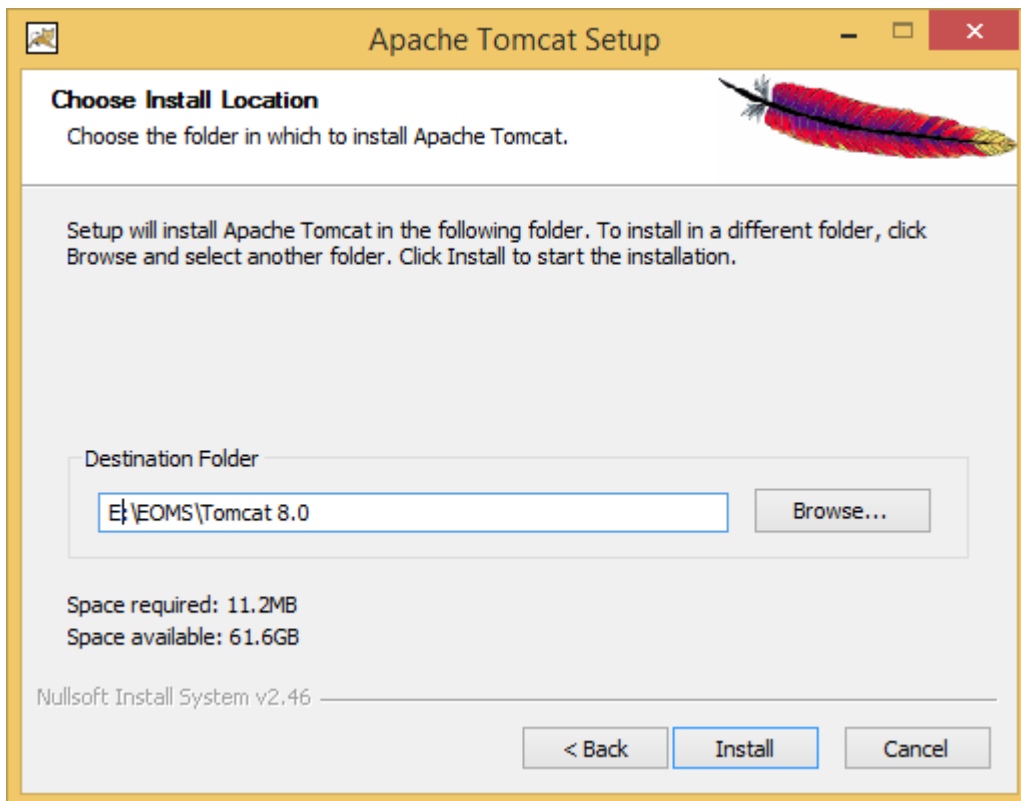 Apache Tomcat Setup
Choose Install Location
Choose the folder in which to install Apache Tomcat.
Setup will install Apache Tomcat in the following folder. To install in a different folder, click
Browse and select another folder. Click Install to start the installation.
Destination Folder
E:\EOMS\Tomcat 8.0
Browse...
Space required: 11.2MB
Space available: 61.6GB
Nullsoft Install System v2.46
< Back
Install
Cancel